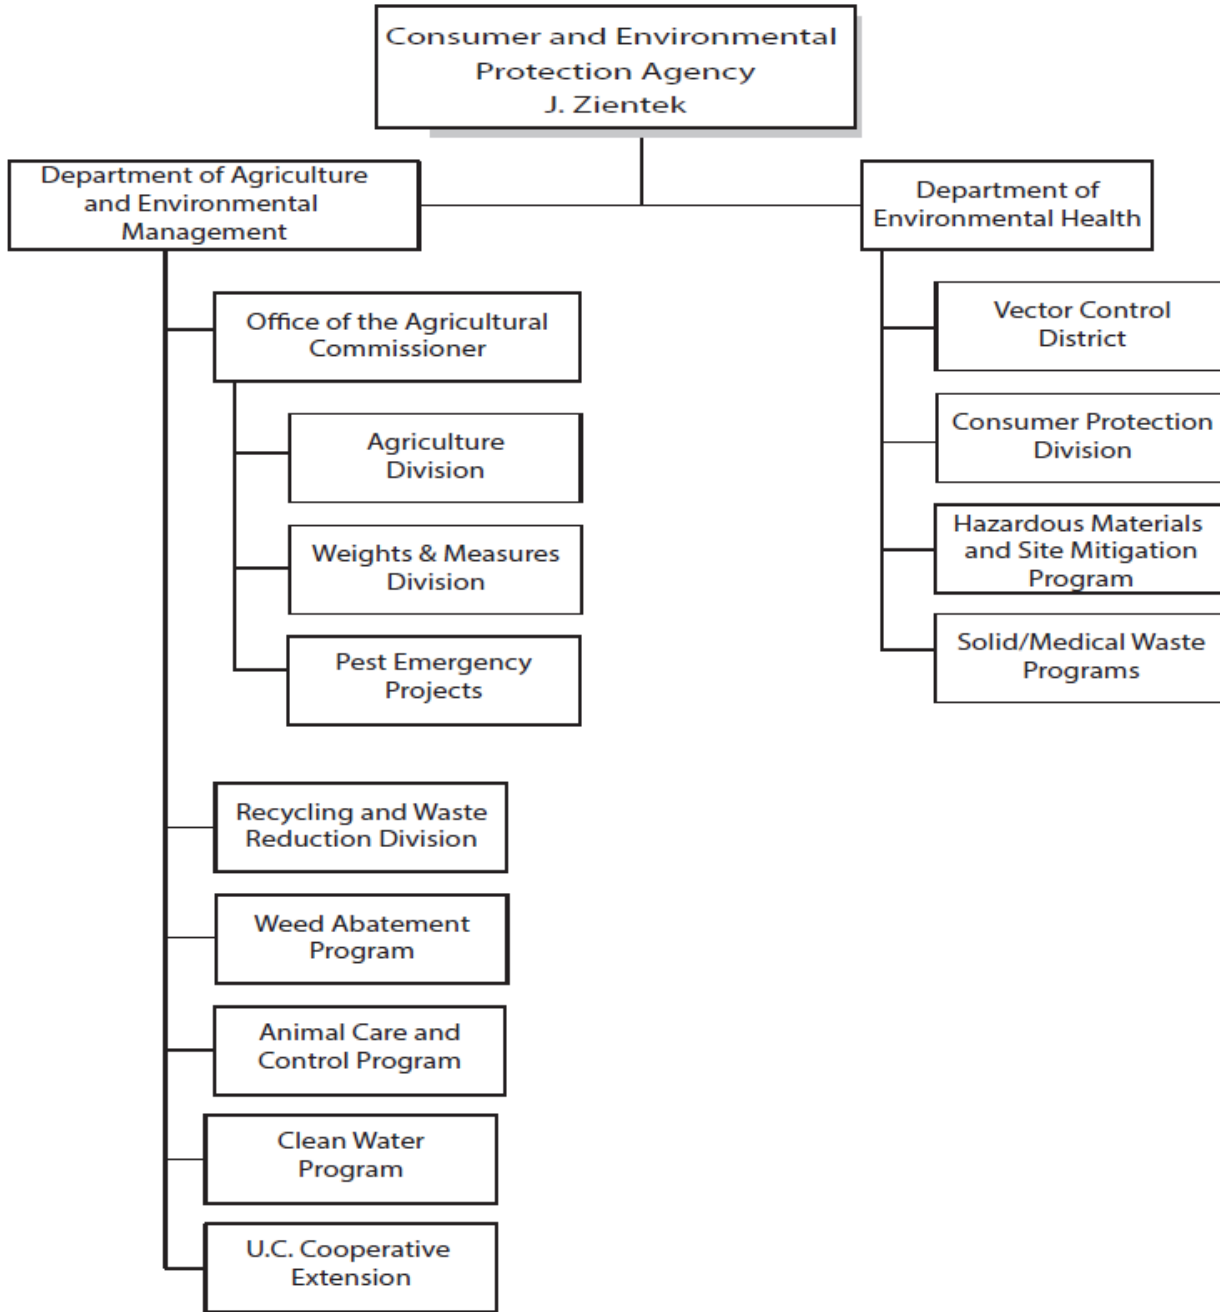 Consumer and Environmental
Protection Agency
J. Zientek
Department of Agriculture
and Environmental
Management
Department of
Environmental Health
Office of the Agricultural
Commissioner
Agriculture
Division
Weights & Measures
Division
Pest Emergency
Projects
Recycling and Waste
Reduction Division
Weed Abatement
Program
Animal Care and
Control Program
Clean Water
Program
U.C. Cooperative
Extension
Vector Control
District
Consumer Protection
Division
Hazardous Materials
and Site Mitigation
Program
Solid/Medical Waste
Programs